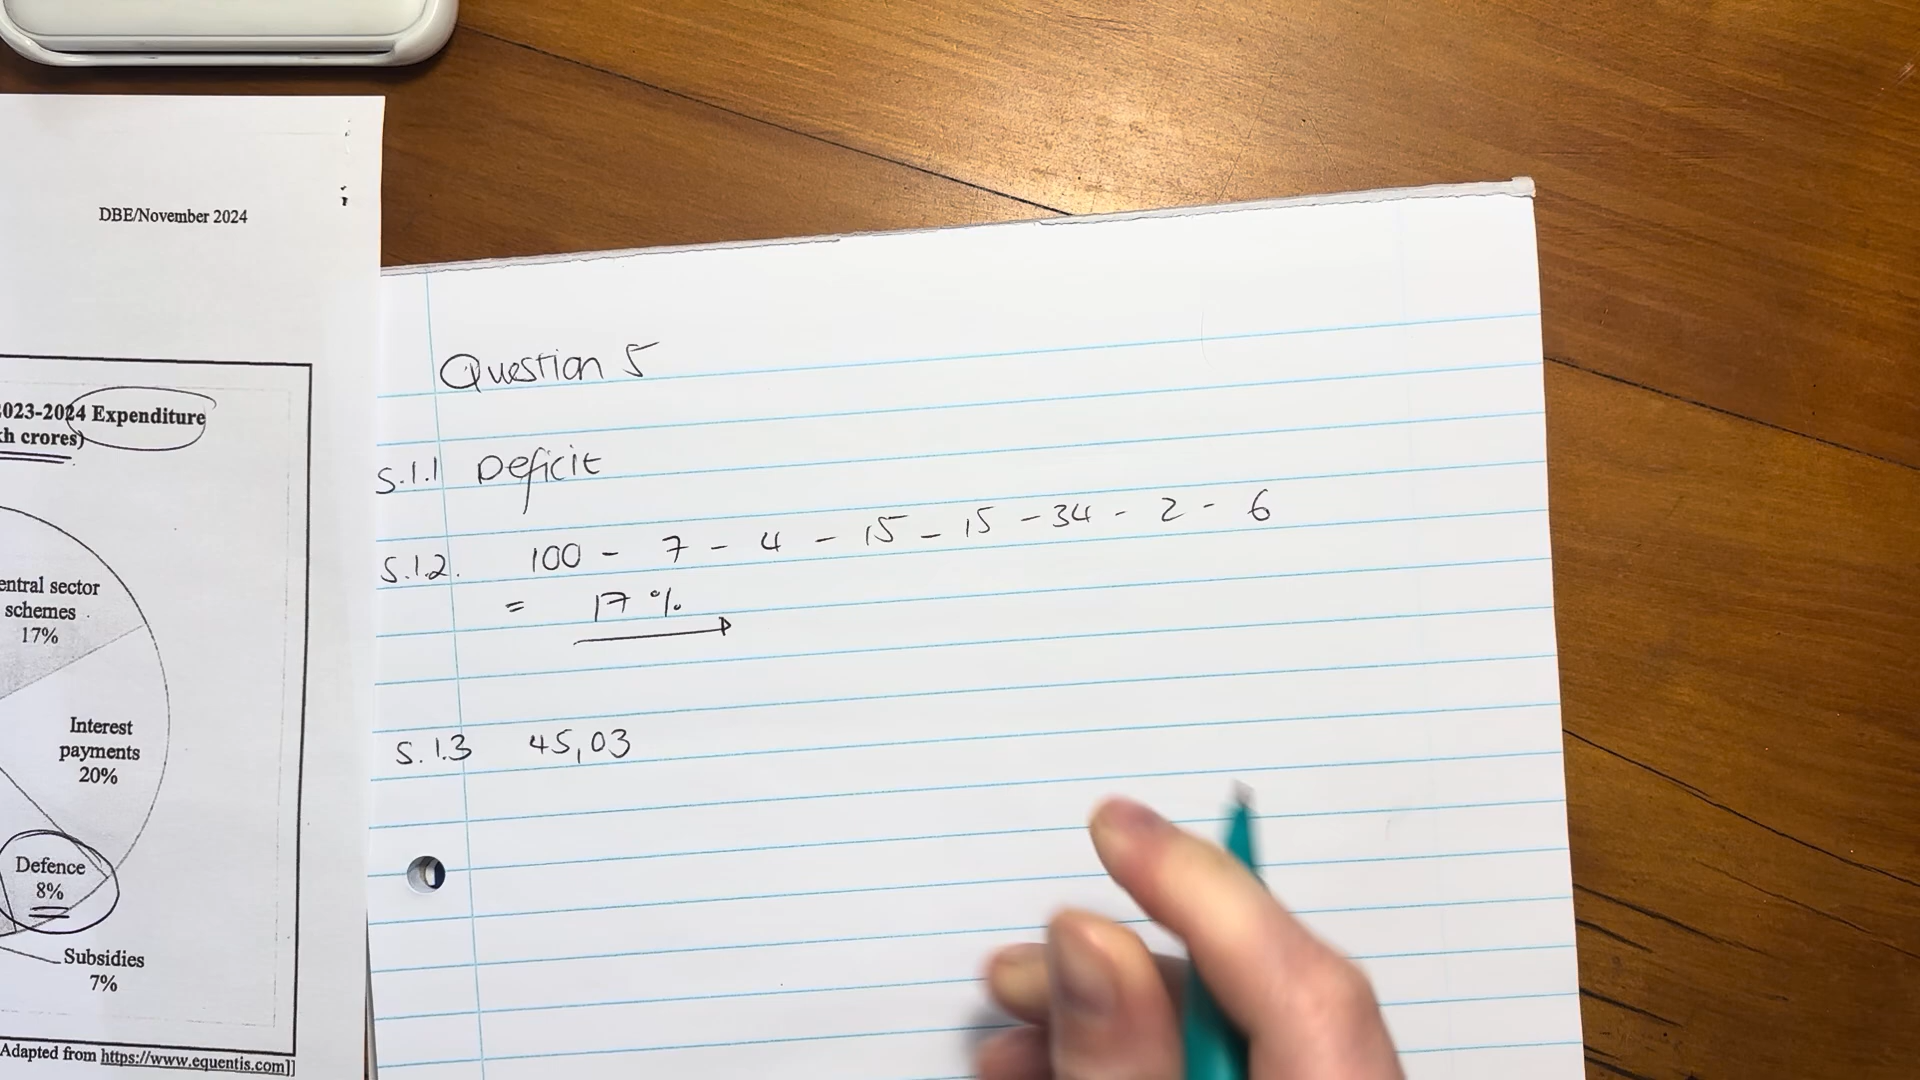 DBE/November 2024
023-2024 Expenditure
h crores)
entral sector
schemes
17%
Interest
payments
20%
Defence
8%
Subsidies
7%
Adapted from https://www.equentis.com]]
Question 5
5.1.1 Deficit
5.1.2. 100 - 7 - 4 - 15 - 15 - 34 - 2 - 6
= 17 %
5.1.3 45,03